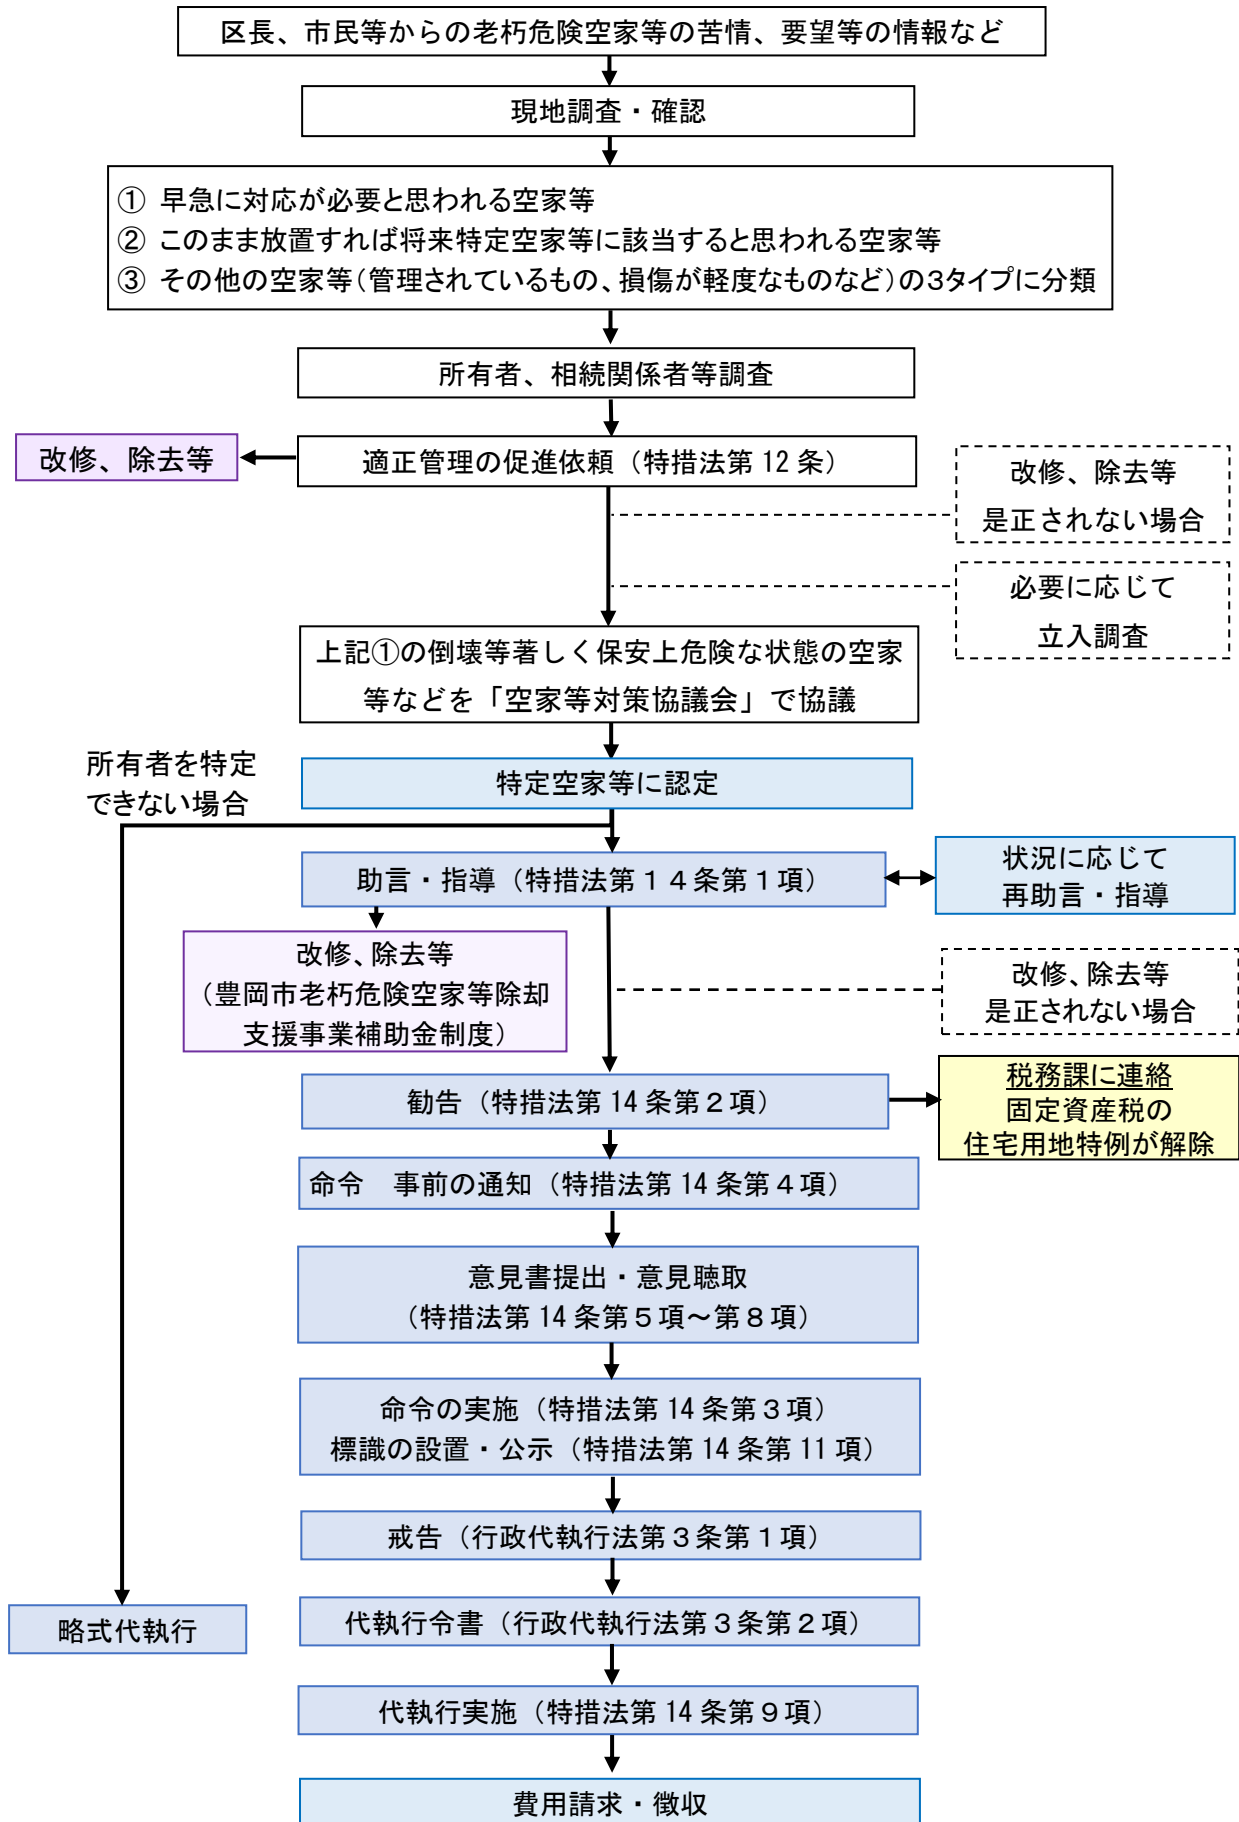 区長、市民等からの老朽危険空家等の苦情、要望等の情報など
現地調査・確認
① 早急に対応が必要と思われる空家等
② このまま放置すれば将来特定空家等に該当すると思われる空家等
③ その他の空家等(管理されているもの、損傷が軽度なものなど)の3タイプに分類
所有者、相続関係者等調査
改修、除去等
適正管理の促進依頼（特措法第 12 条）
改修、除去等
是正されない場合
必要に応じて
立入調査
上記①の倒壊等著しく保安上危険な状態の空家
等などを「空家等対策協議会」で協議
所有者を特定
できない場合
特定空家等に認定
助言・指導（特措法第１４条第１項）
状況に応じて
再助言・指導
改修、除去等
（豊岡市老朽危険空家等除却
支援事業補助金制度）
改修、除去等
是正されない場合
勧告（特措法第 14 条第２項）
税務課に連絡
固定資産税の
住宅用地特例が解除
命令　事前の通知（特措法第 14 条第４項）
意見書提出・意見聴取
（特措法第 14 条第５項～第８項）
命令の実施（特措法第 14 条第３項）
標識の設置・公示（特措法第 14 条第 11 項）
戒告（行政代執行法第３条第１項）
略式代執行
代執行令書（行政代執行法第３条第２項）
代執行実施（特措法第 14 条第９項）
費用請求・徴収